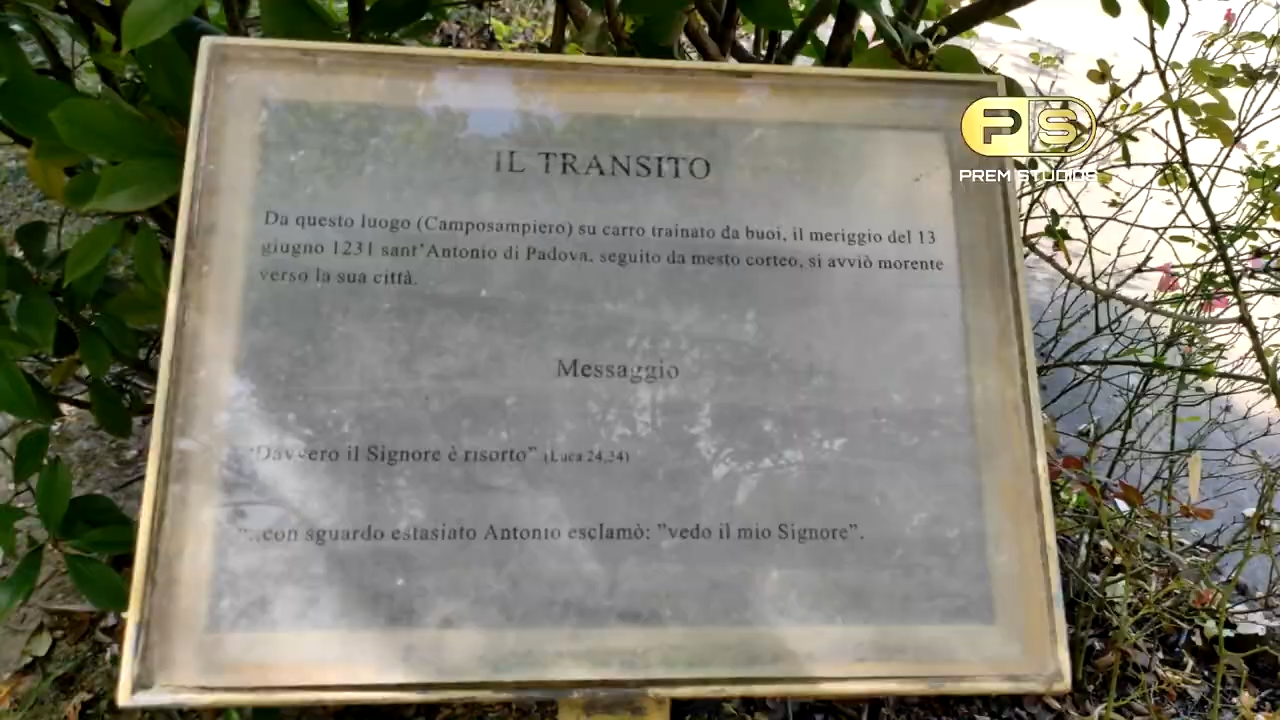 IL TRANSITO
Da questo luogo (Camposampiero) su carro trainato da buoi, il meriggio del 13
giugno 1231 sant'Antonio di Padova, seguito da mesto corteo, si avviò morente
verso la sua città.
Messaggio
"Davvero il Signore è risorto" (Luca 24,34)
"...con sguardo estasiato Antonio esclamò: "vedo il mio Signore".
PS
PREM STUDIOS